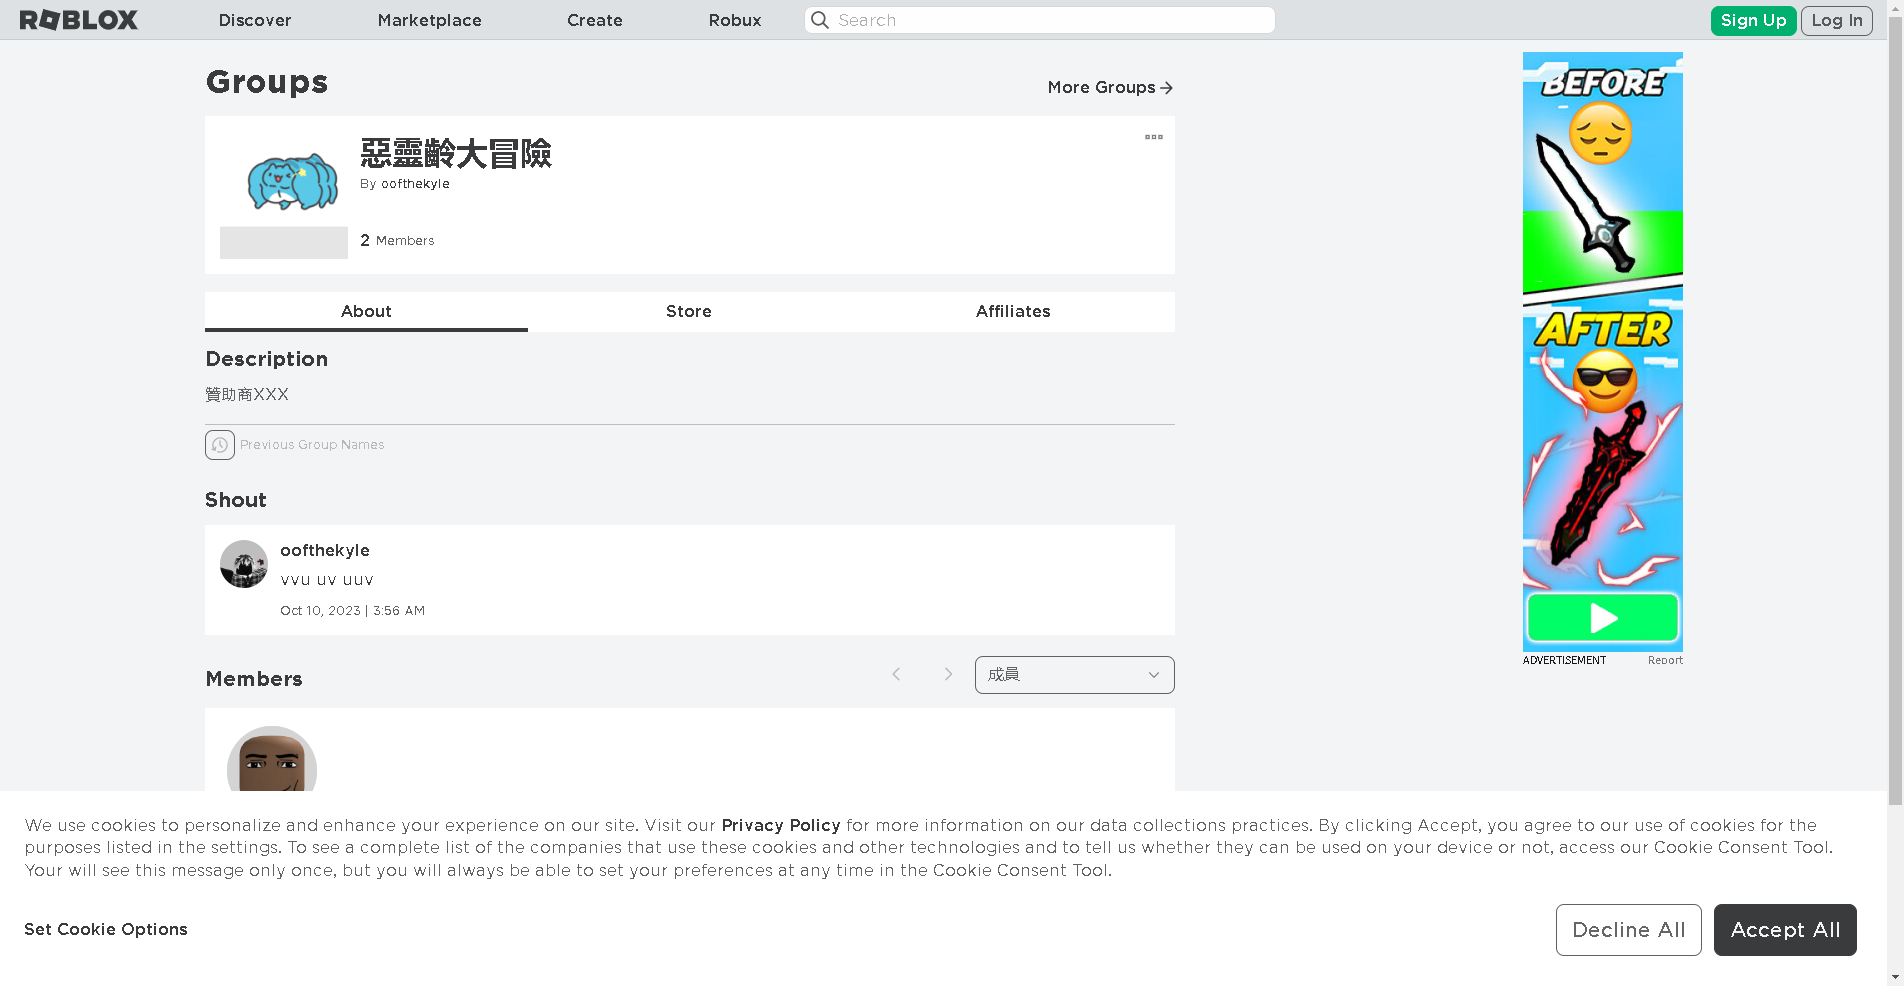 ROBLOX
Discover
Marketplace
Create
Robux
Search
Sign Up
Log In
Groups
More Groups
惡靈齡大冒險
By oofthekyle
2 Members
About
Store
Affiliates
Description
贊助商XXX
Previous Group Names
Shout
oofthekyle
vvu uv uuv
Oct 10, 2023 | 3:56 AM
Members
成員
BEFORE
AFTER
ADVERTISEMENT
Report
We use cookies to personalize and enhance your experience on our site. Visit our Privacy Policy for more information on our data collections practices. By clicking Accept, you agree to our use of cookies for the
purposes listed in the settings. To see a complete list of the companies that use these cookies and other technologies and to tell us whether they can be used on your device or not, access our Cookie Consent Tool.
Your will see this message only once, but you will always be able to set your preferences at any time in the Cookie Consent Tool.
Set Cookie Options
Decline All
Accept All